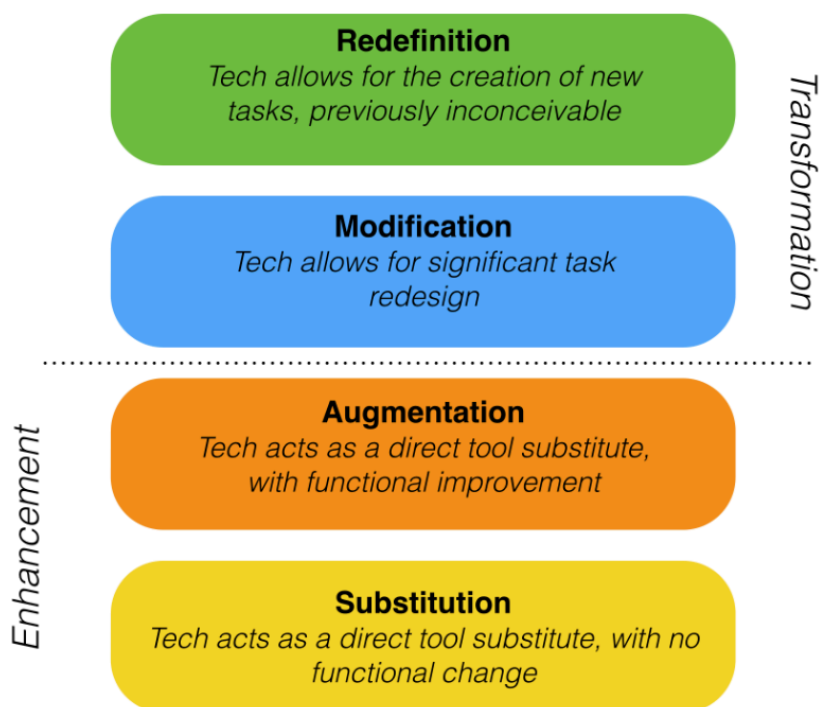 Redefinition
Tech allows for the creation of new
tasks, previously inconceivable
Transformation
Modification
Tech allows for significant task
redesign
Enhancement
Augmentation
Tech acts as a direct tool substitute,
with functional improvement
Substitution
Tech acts as a direct tool substitute, with no
functional change